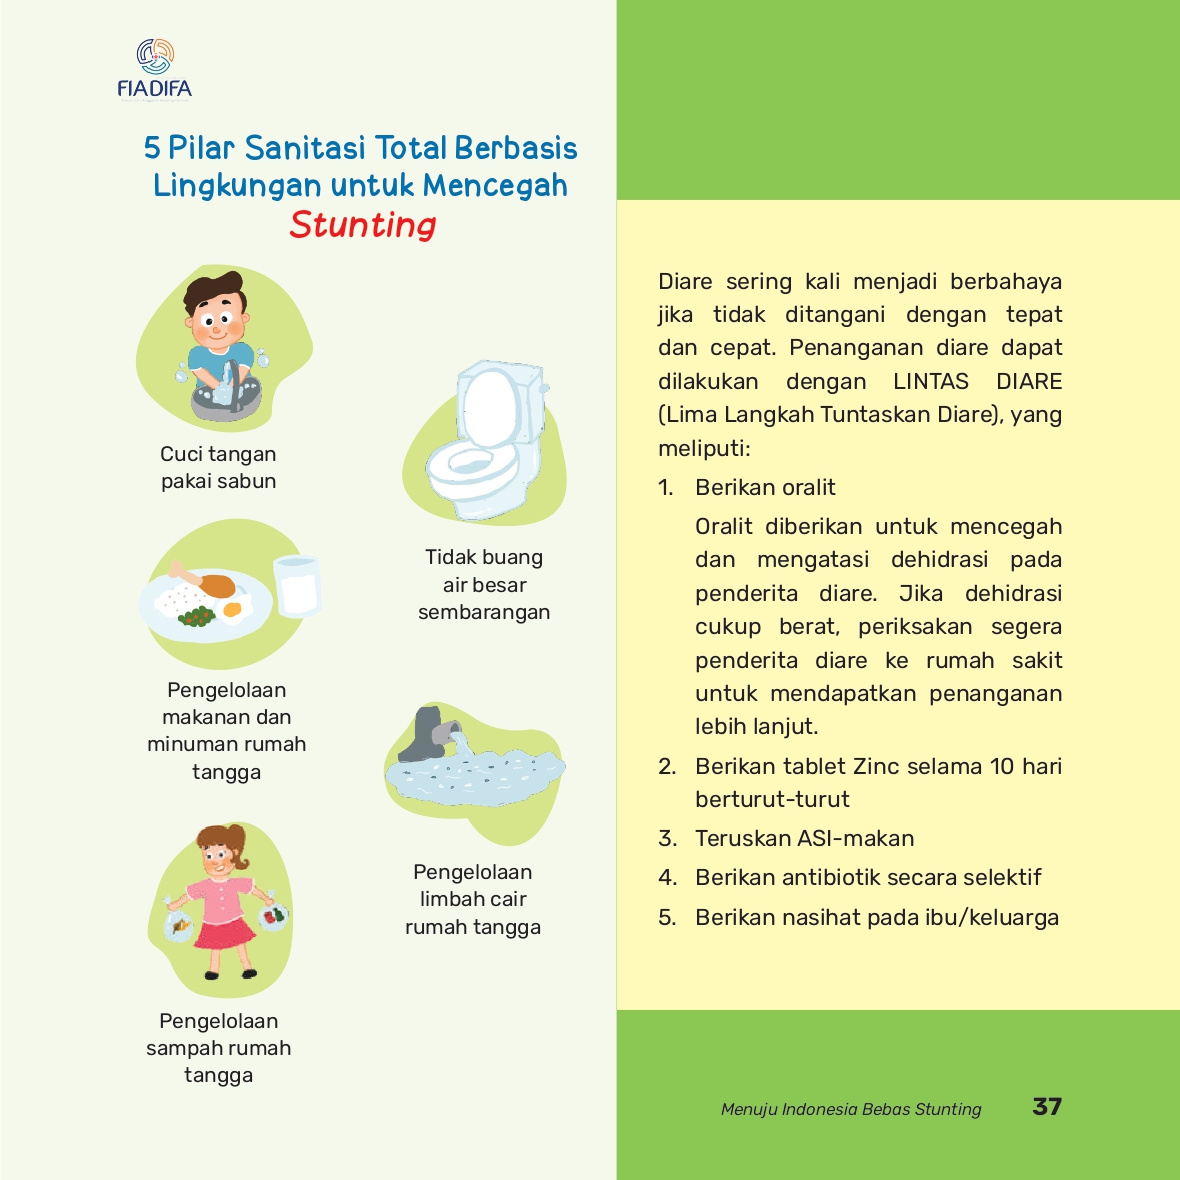 FIADIFA
5 Pilar Sanitasi Total Berbasis
Lingkungan untuk Mencegah
Stunting
Cuci tangan
pakai sabun
Tidak buang
air besar
sembarangan
Pengelolaan
makanan dan
minuman rumah
tangga
Pengelolaan
limbah cair
rumah tangga
Pengelolaan
sampah rumah
tangga
Diare sering kali menjadi berbahaya
jika tidak ditangani dengan tepat
dan cepat. Penanganan diare dapat
dilakukan dengan LINTAS DIARE
(Lima Langkah Tuntaskan Diare), yang
meliputi:
1. Berikan oralit
Oralit diberikan untuk mencegah
dan mengatasi dehidrasi pada
penderita diare. Jika dehidrasi
cukup berat, periksakan segera
penderita diare ke rumah sakit
untuk mendapatkan penanganan
lebih lanjut.
2. Berikan tablet Zinc selama 10 hari
berturut-turut
3. Teruskan ASI-makan
4. Berikan antibiotik secara selektif
5. Berikan nasihat pada ibu/keluarga
Menuju Indonesia Bebas Stunting 37